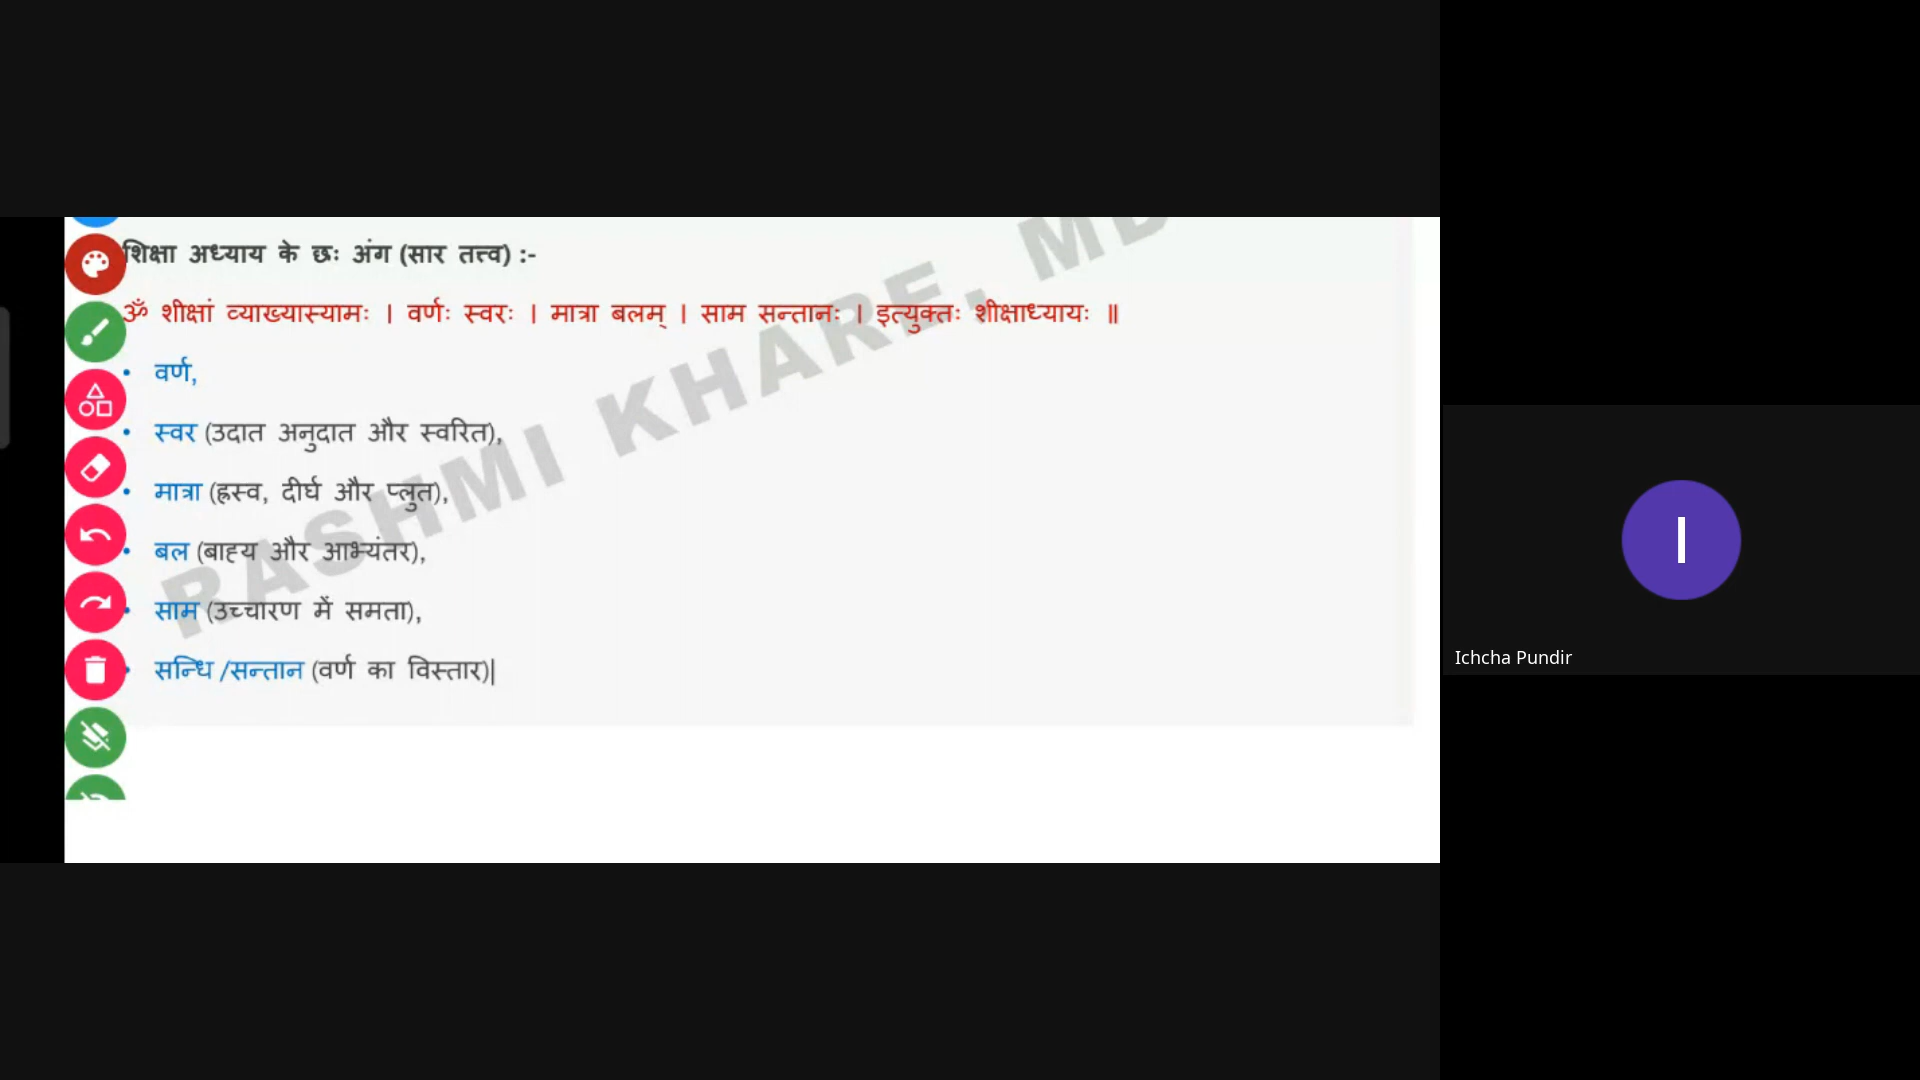 शिक्षा अध्याय के छः अंग (सार तत्त्व) :-
ॐ शीक्षां व्याख्यास्यामः । वर्णः स्वरः । मात्रा बलम् । साम सन्तानः । इत्युक्तः शीक्षाध्यायः ॥
• वर्ण,
• स्वर (उदात अनुदात और स्वरित),
• मात्रा (ह्रस्व, दीर्घ और प्लुत),
• बल (बाह्य और आभ्यंतर),
• साम (उच्चारण में समता),
• सन्धि /सन्तान (वर्ण का विस्तार)|
RASHMI KHARE,
I
Ichcha Pundir